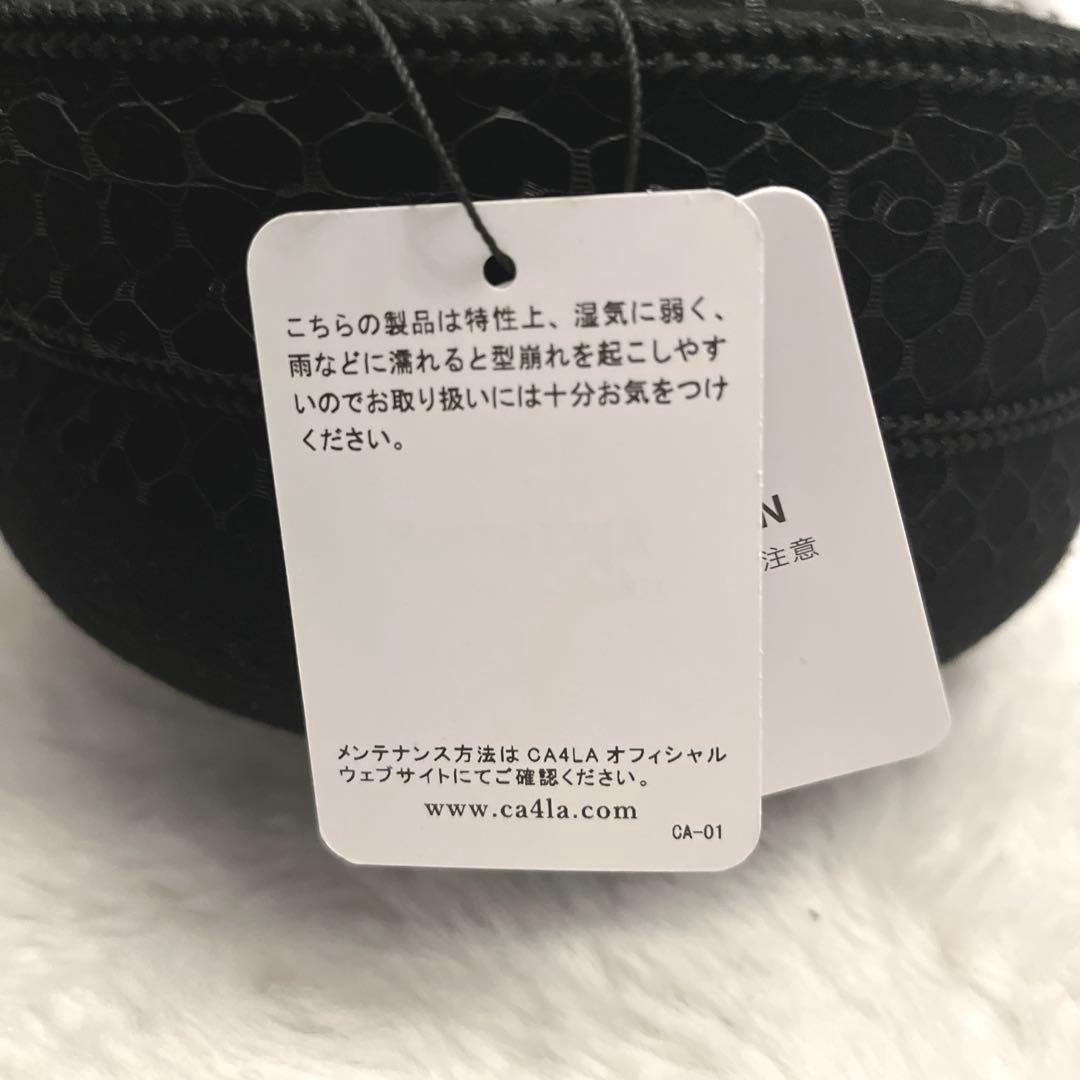 こちらの製品は特性上、湿気に弱く、
雨などに濡れると型崩れを起こしやす
いのでお取り扱いには十分お気をつけ
ください。
N
注意
メンテナンス方法は CA4LA オフィシャル
ウェブサイトにてご確認ください。
www.ca4la.com
CA-01